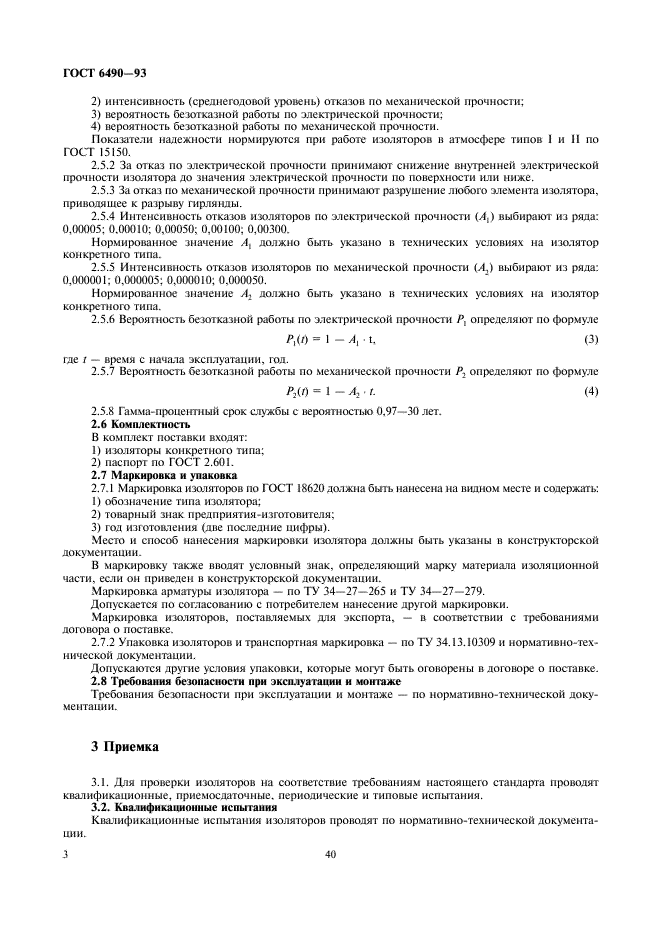 ГОСТ 6490—93
2) интенсивность (среднегодовой уровень) отказов по механической прочности;
3) вероятность безотказной работы по электрической прочности;
4) вероятность безотказной работы по механической прочности.
Показатели надежности нормируются при работе изоляторов в атмосфере типов I и II по
ГОСТ 15150.
2.5.2 За отказ по электрической прочности принимают снижение внутренней электрической
прочности изолятора до значения электрической прочности по поверхности или ниже.
2.5.3 За отказ по механической прочности принимают разрушение любого элемента изолятора,
приводящее к разрыву гирлянды.
2.5.4 Интенсивность отказов изоляторов по электрической прочности (A₁) выбирают из ряда:
0,00005; 0,00010; 0,00050; 0,00100; 0,00300.
Нормированное значение A₁ должно быть указано в технических условиях на изолятор
конкретного типа.
2.5.5 Интенсивность отказов изоляторов по механической прочности (A₂) выбирают из ряда:
0,000001; 0,000005; 0,000010; 0,000050.
Нормированное значение A₂ должно быть указано в технических условиях на изолятор
конкретного типа.
2.5.6 Вероятность безотказной работы по электрической прочности P₁ определяют по формуле
P₁(t) = 1 — A₁ · t, (3)
где t — время с начала эксплуатации, год.
2.5.7 Вероятность безотказной работы по механической прочности P₂ определяют по формуле
P₂(t) = 1 — A₂ · t. (4)
2.5.8 Гамма-процентный срок службы с вероятностью 0,97—30 лет.
2.6 Комплектность
В комплект поставки входят:
1) изоляторы конкретного типа;
2) паспорт по ГОСТ 2.601.
2.7 Маркировка и упаковка
2.7.1 Маркировка изоляторов по ГОСТ 18620 должна быть нанесена на видном месте и содержать:
1) обозначение типа изолятора;
2) товарный знак предприятия-изготовителя;
3) год изготовления (две последние цифры).
Место и способ нанесения маркировки изолятора должны быть указаны в конструкторской
документации.
В маркировку также вводят условный знак, определяющий марку материала изоляционной
части, если он приведен в конструкторской документации.
Маркировка арматуры изолятора — по ТУ 34—27—265 и ТУ 34—27—279.
Допускается по согласованию с потребителем нанесение другой маркировки.
Маркировка изоляторов, поставляемых для экспорта, — в соответствии с требованиями
договора о поставке.
2.7.2 Упаковка изоляторов и транспортная маркировка — по ТУ 34.13.10309 и нормативно-тех-
нической документации.
Допускаются другие условия упаковки, которые могут быть оговорены в договоре о поставке.
2.8 Требования безопасности при эксплуатации и монтаже
Требования безопасности при эксплуатации и монтаже — по нормативно-технической доку-
ментации.
3 Приемка
3.1. Для проверки изоляторов на соответствие требованиям настоящего стандарта проводят
квалификационные, приемосдаточные, периодические и типовые испытания.
3.2. Квалификационные испытания
Квалификационные испытания изоляторов проводят по нормативно-технической документа-
ции.
3 40